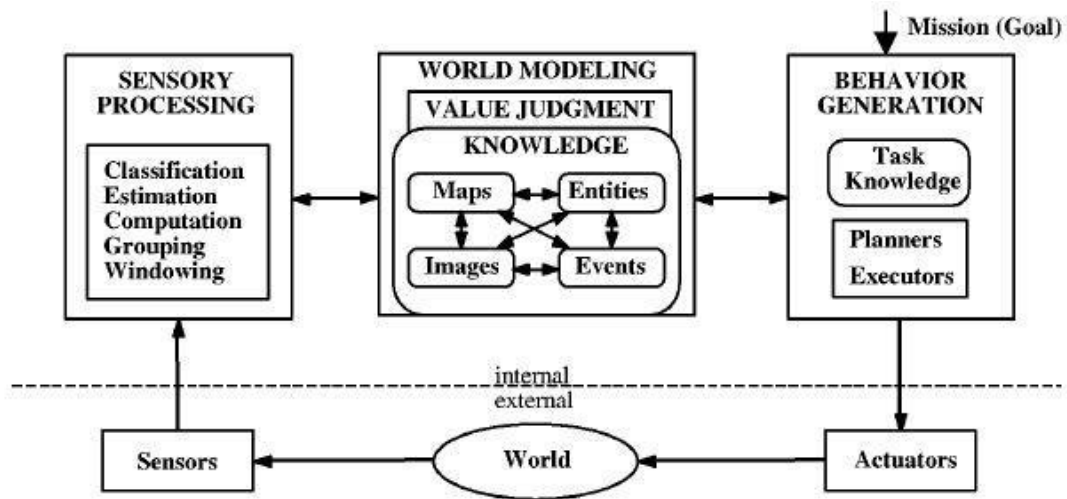 Mission (Goal)
SENSORY
PROCESSING
Classification
Estimation
Computation
Grouping
Windowing
WORLD MODELING
VALUE JUDGMENT
KNOWLEDGE
Maps
Entities
Images
Events
BEHAVIOR
GENERATION
Task
Knowledge
Planners
Executors
internal
external
Sensors
World
Actuators